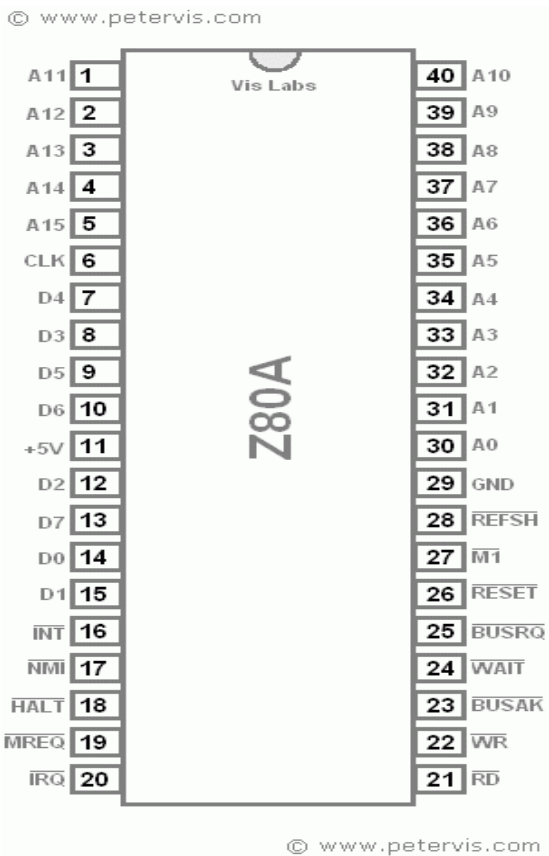 © www.petervis.com
Vis Labs
A11 1 40 A10
A12 2 39 A9
A13 3 38 A8
A14 4 37 A7
A15 5 36 A6
CLK 6 35 A5
D4 7 34 A4
D3 8 33 A3
D5 9 32 A2
D6 10 31 A1
+5V 11 30 A0
D2 12 29 GND
D7 13 28 REFSH
D0 14 27 M1
D1 15 26 RESET
INT 16 25 BUSRQ
NMI 17 24 WAIT
HALT 18 23 BUSAK
MREQ 19 22 WR
IRQ 20 21 RD
Z80A
© www.petervis.com